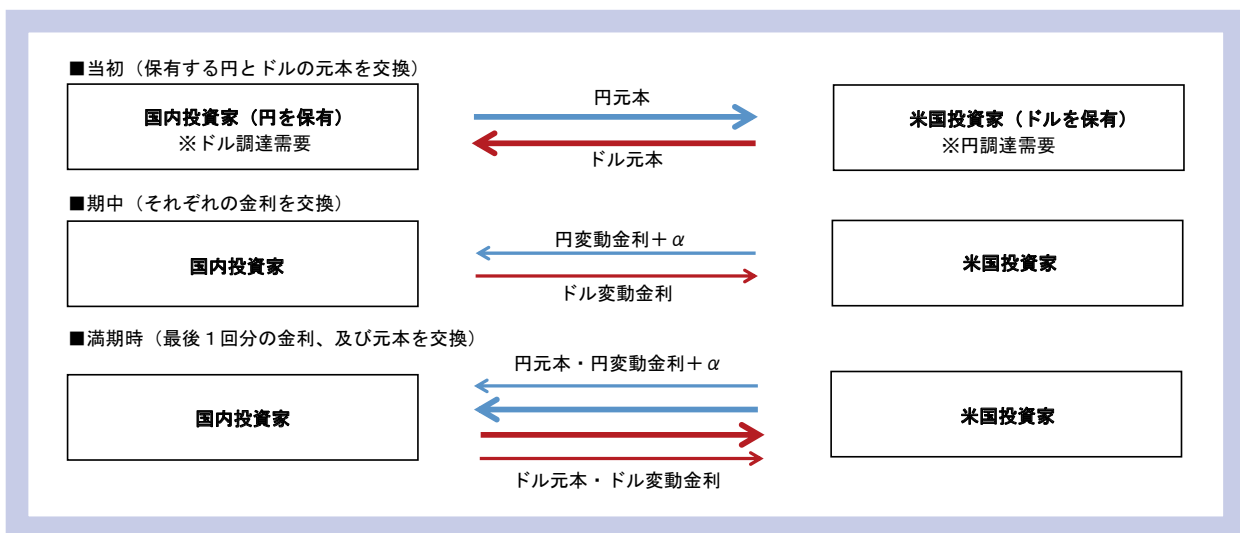 ■当初（保有する円とドルの元本を交換）
国内投資家（円を保有）
※ドル調達需要
円元本
ドル元本
米国投資家（ドルを保有）
※円調達需要
■期中（それぞれの金利を交換）
国内投資家
円変動金利＋α
ドル変動金利
米国投資家
■満期時（最後１回分の金利、及び元本を交換）
国内投資家
円元本・円変動金利＋α
ドル元本・ドル変動金利
米国投資家